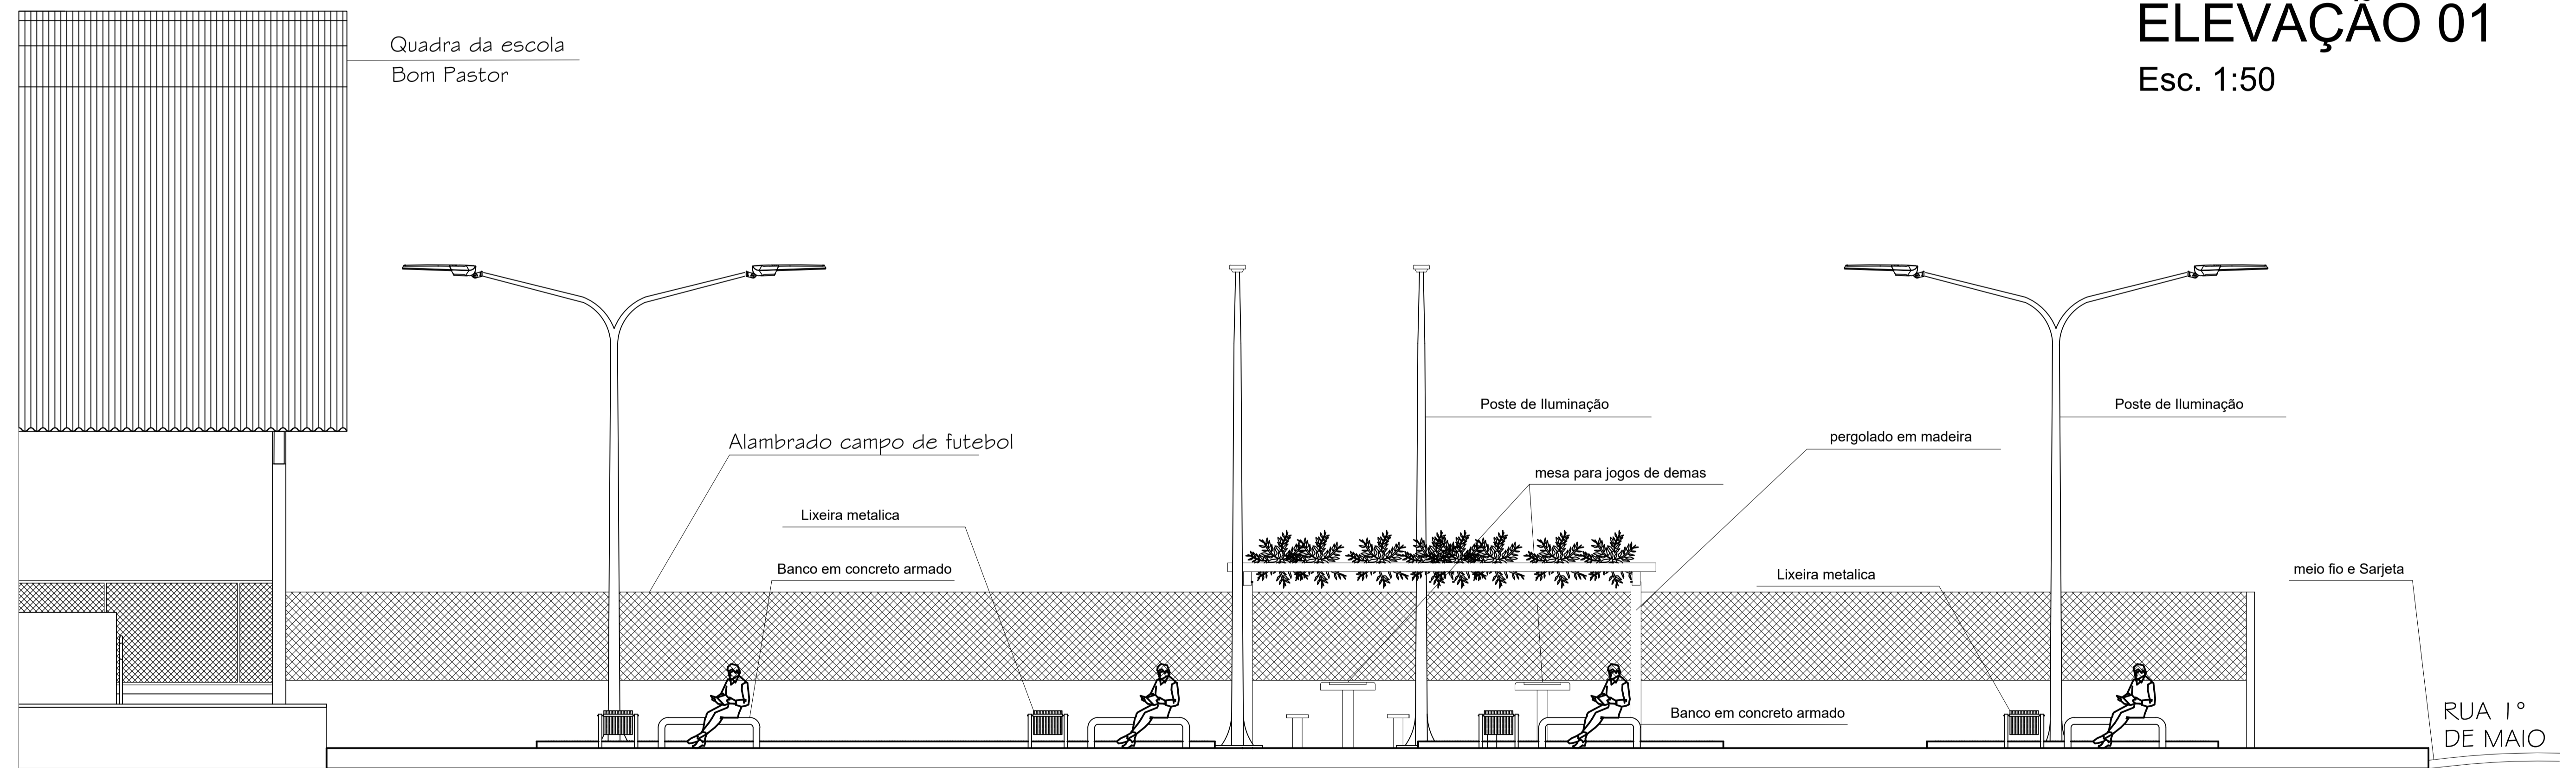 ELEVAÇÃO 01
Esc. 1:50
Quadra da escola
Bom Pastor
Poste de Iluminação
Poste de Iluminação
Alambrado campo de futebol
pergolado em madeira
mesa para jogos de demas
Lixeira metalica
Banco em concreto armado
Lixeira metalica
meio fio e Sarjeta
Banco em concreto armado
RUA 1°
DE MAIO